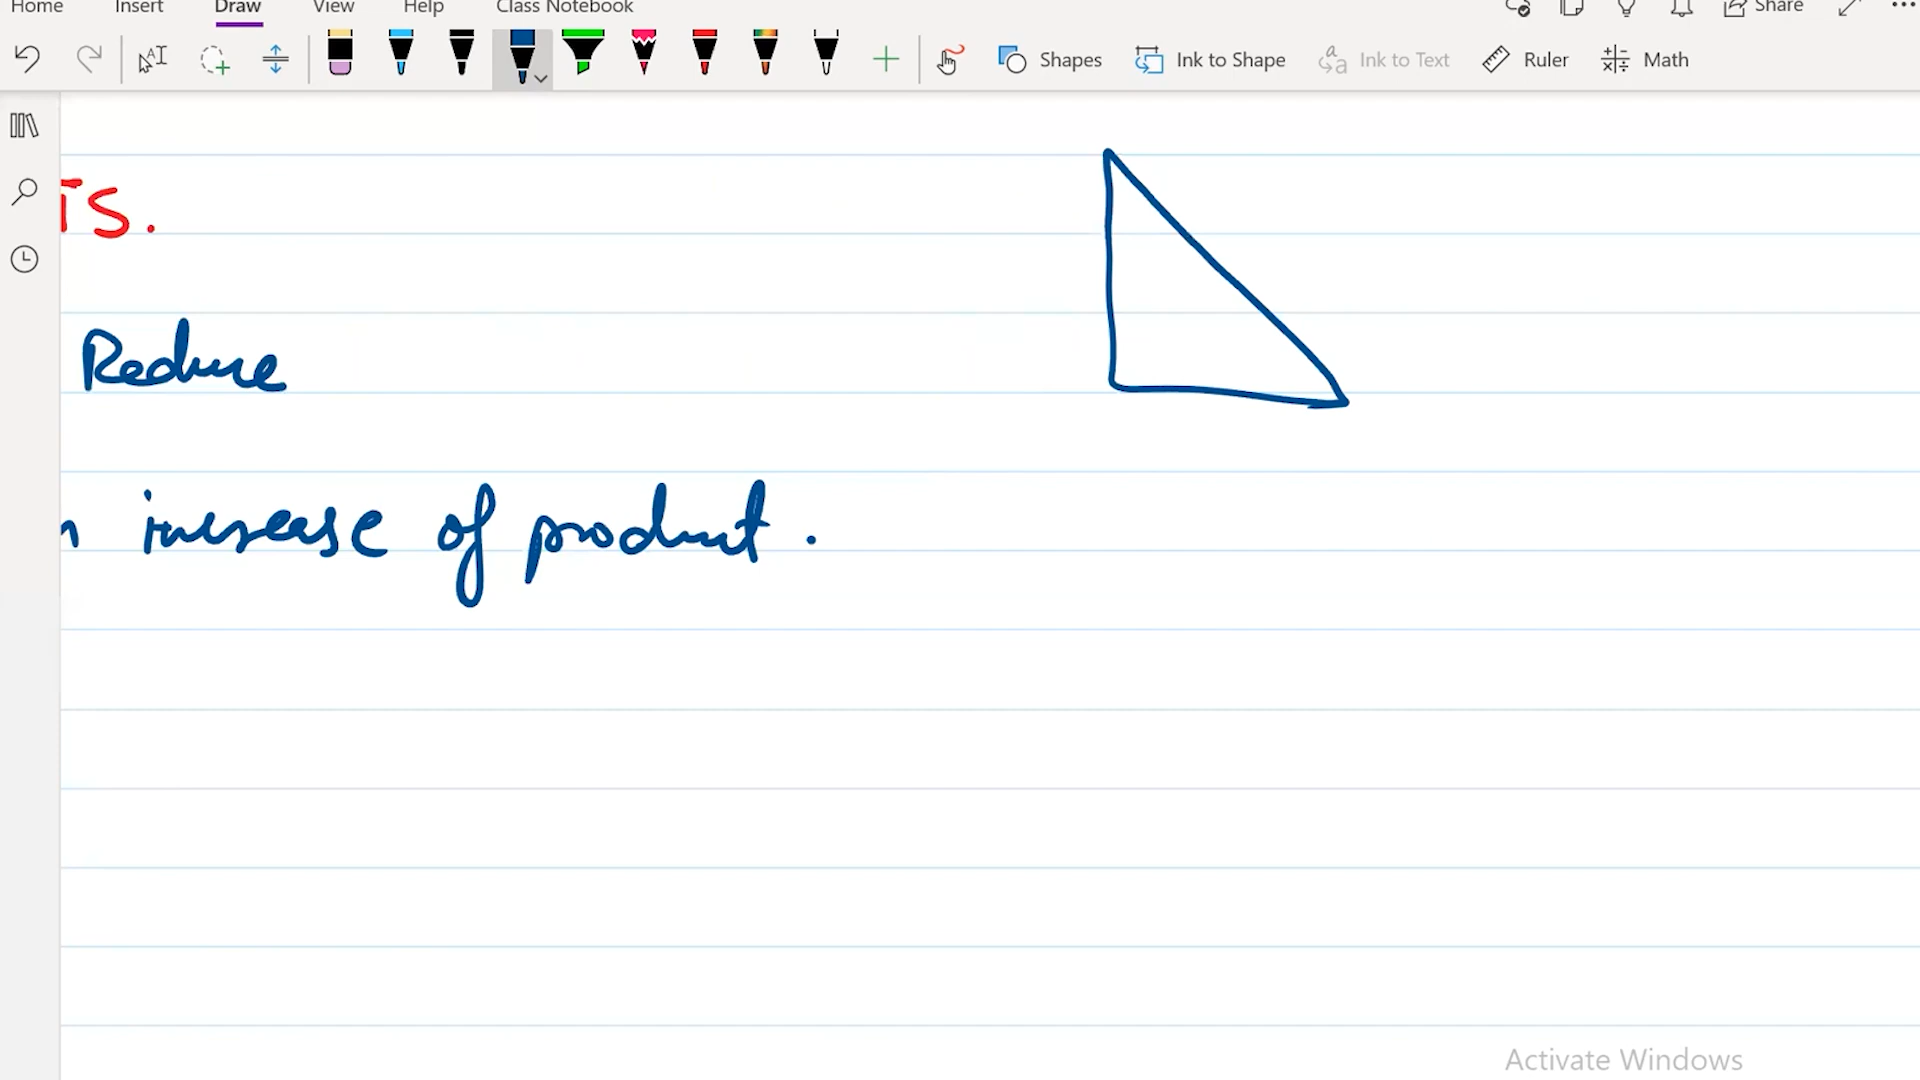 Home Insert Draw View Help Class Notebook Share
Shapes Ink to Shape Ink to Text Ruler Math
TS.
Reduce
n increase of product.
Activate Windows